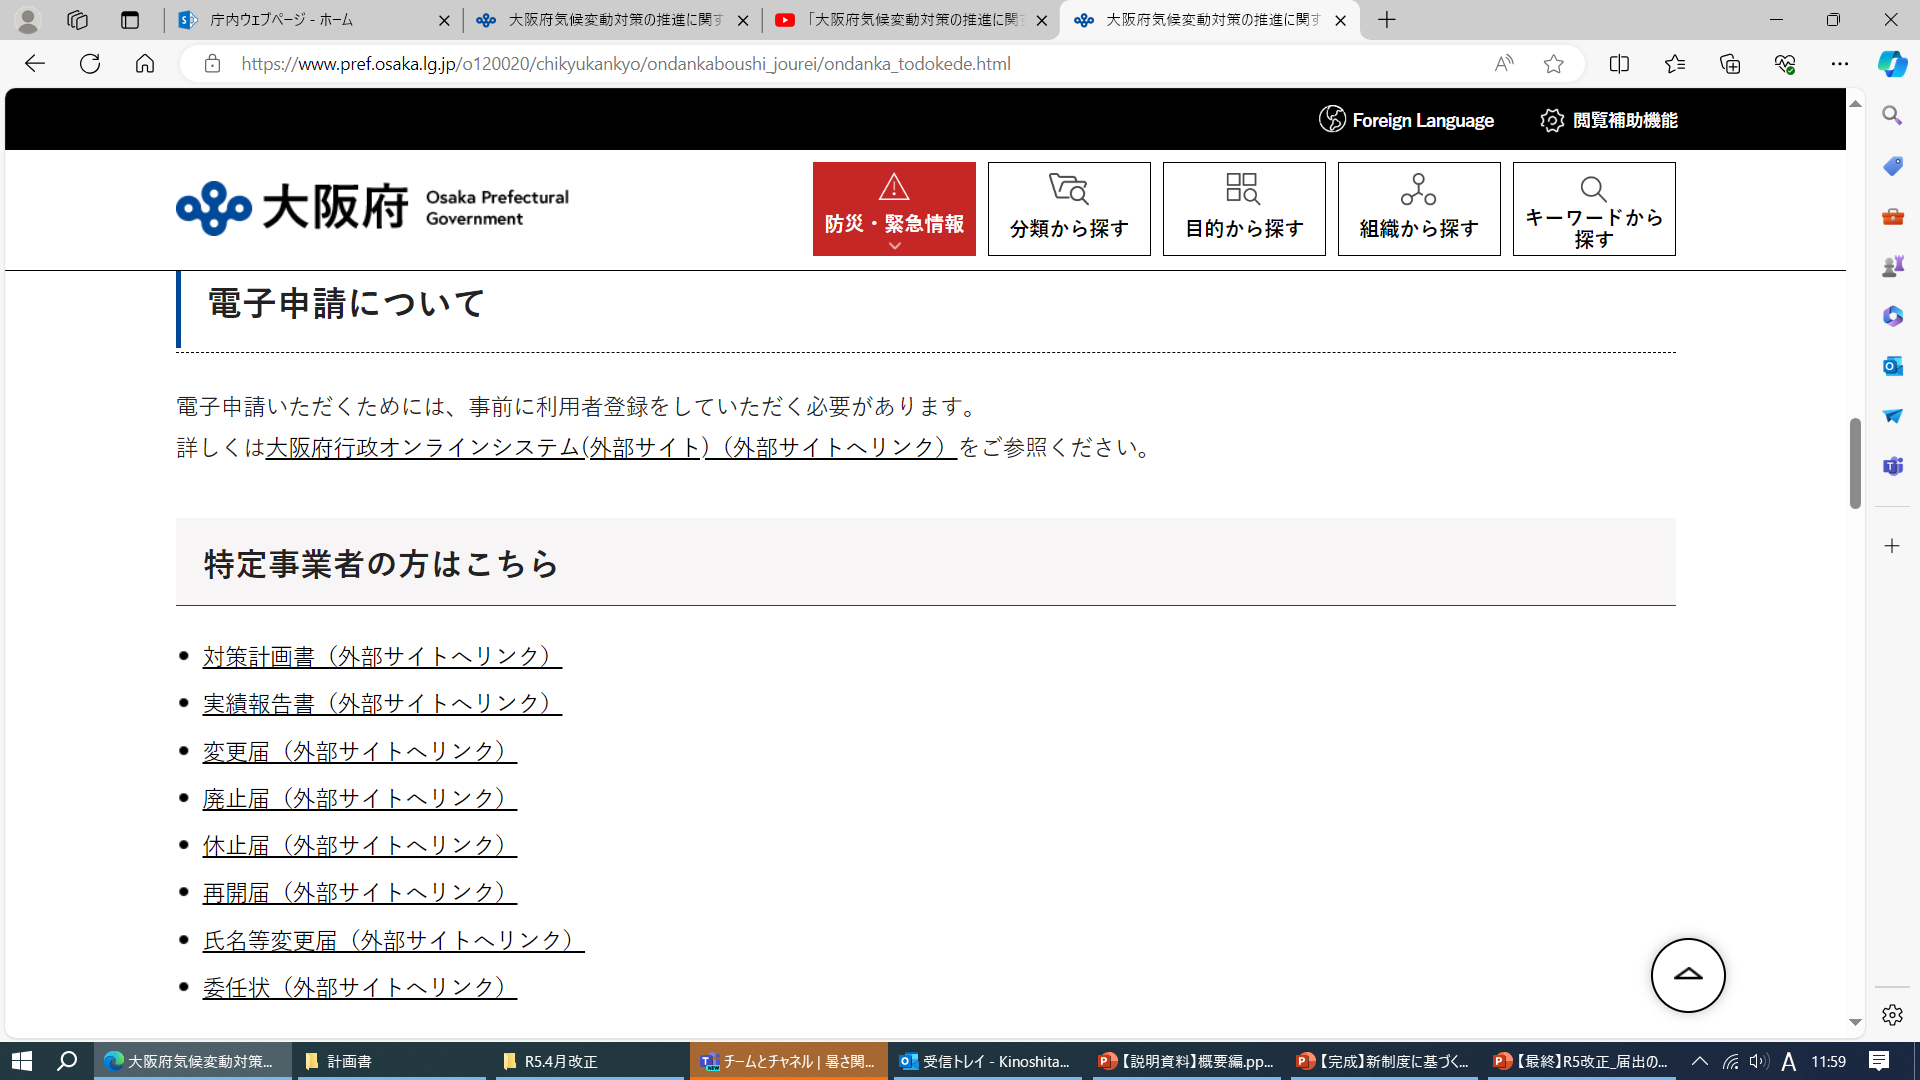 庁内ウェブページ - ホーム
大阪府気候変動対策の推進に関す
「大阪府気候変動対策の推進に関す
大阪府気候変動対策の推進に関す
https://www.pref.osaka.lg.jp/o120020/chikyukankyo/ondankaboushi_jourei/ondanka_todokede.html
Foreign Language
閲覧補助機能
大阪府
Osaka Prefectural
Government
防災・緊急情報
分類から探す
目的から探す
組織から探す
キーワードから
探す
電子申請について
電子申請いただくためには、事前に利用者登録をしていただく必要があります。
詳しくは大阪府行政オンラインシステム(外部サイト)（外部サイトへリンク）をご参照ください。
特定事業者の方はこちら
対策計画書（外部サイトへリンク）
実績報告書（外部サイトへリンク）
変更届（外部サイトへリンク）
廃止届（外部サイトへリンク）
休止届（外部サイトへリンク）
再開届（外部サイトへリンク）
氏名等変更届（外部サイトへリンク）
委任状（外部サイトへリンク）
大阪府気候変動対策...
計画書
R5.4月改正
チームとチャネル | 暑さ関...
受信トレイ - Kinoshita...
【説明資料】概要編.pp...
【完成】新制度に基づく...
【最終】R5改正_届出の...
A
11:59